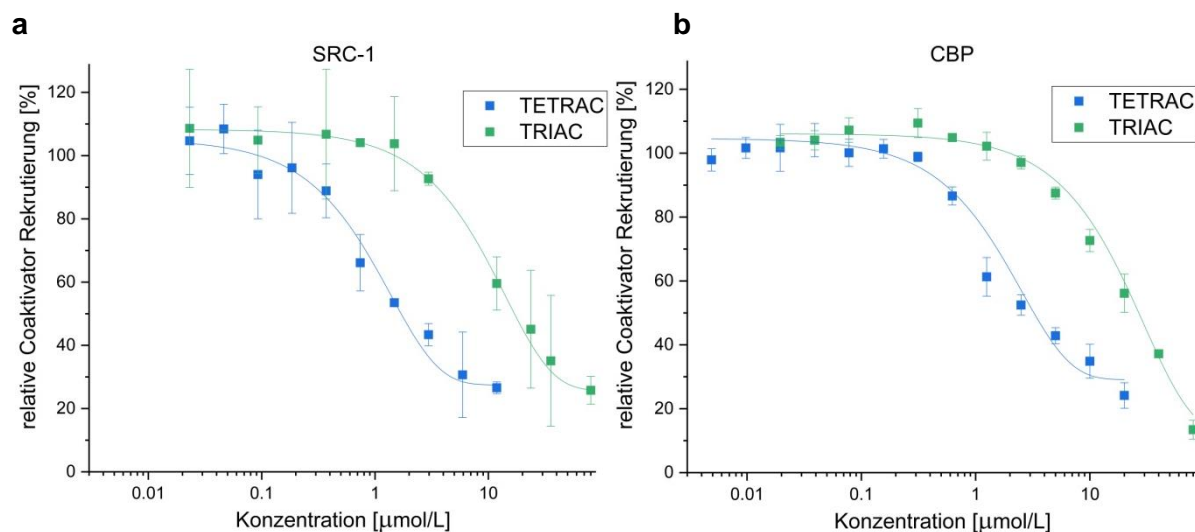 a
SRC-1
TETRAC
TRIAC
relative Coaktivator Rekrutierung [%]
120
100
80
60
40
20
0
0.01
0.1
1
10
Konzentration [µmol/L]
b
CBP
TETRAC
TRIAC
relative Coaktivator Rekrutierung [%]
120
100
80
60
40
20
0
0.01
0.1
1
10
Konzentration [µmol/L]